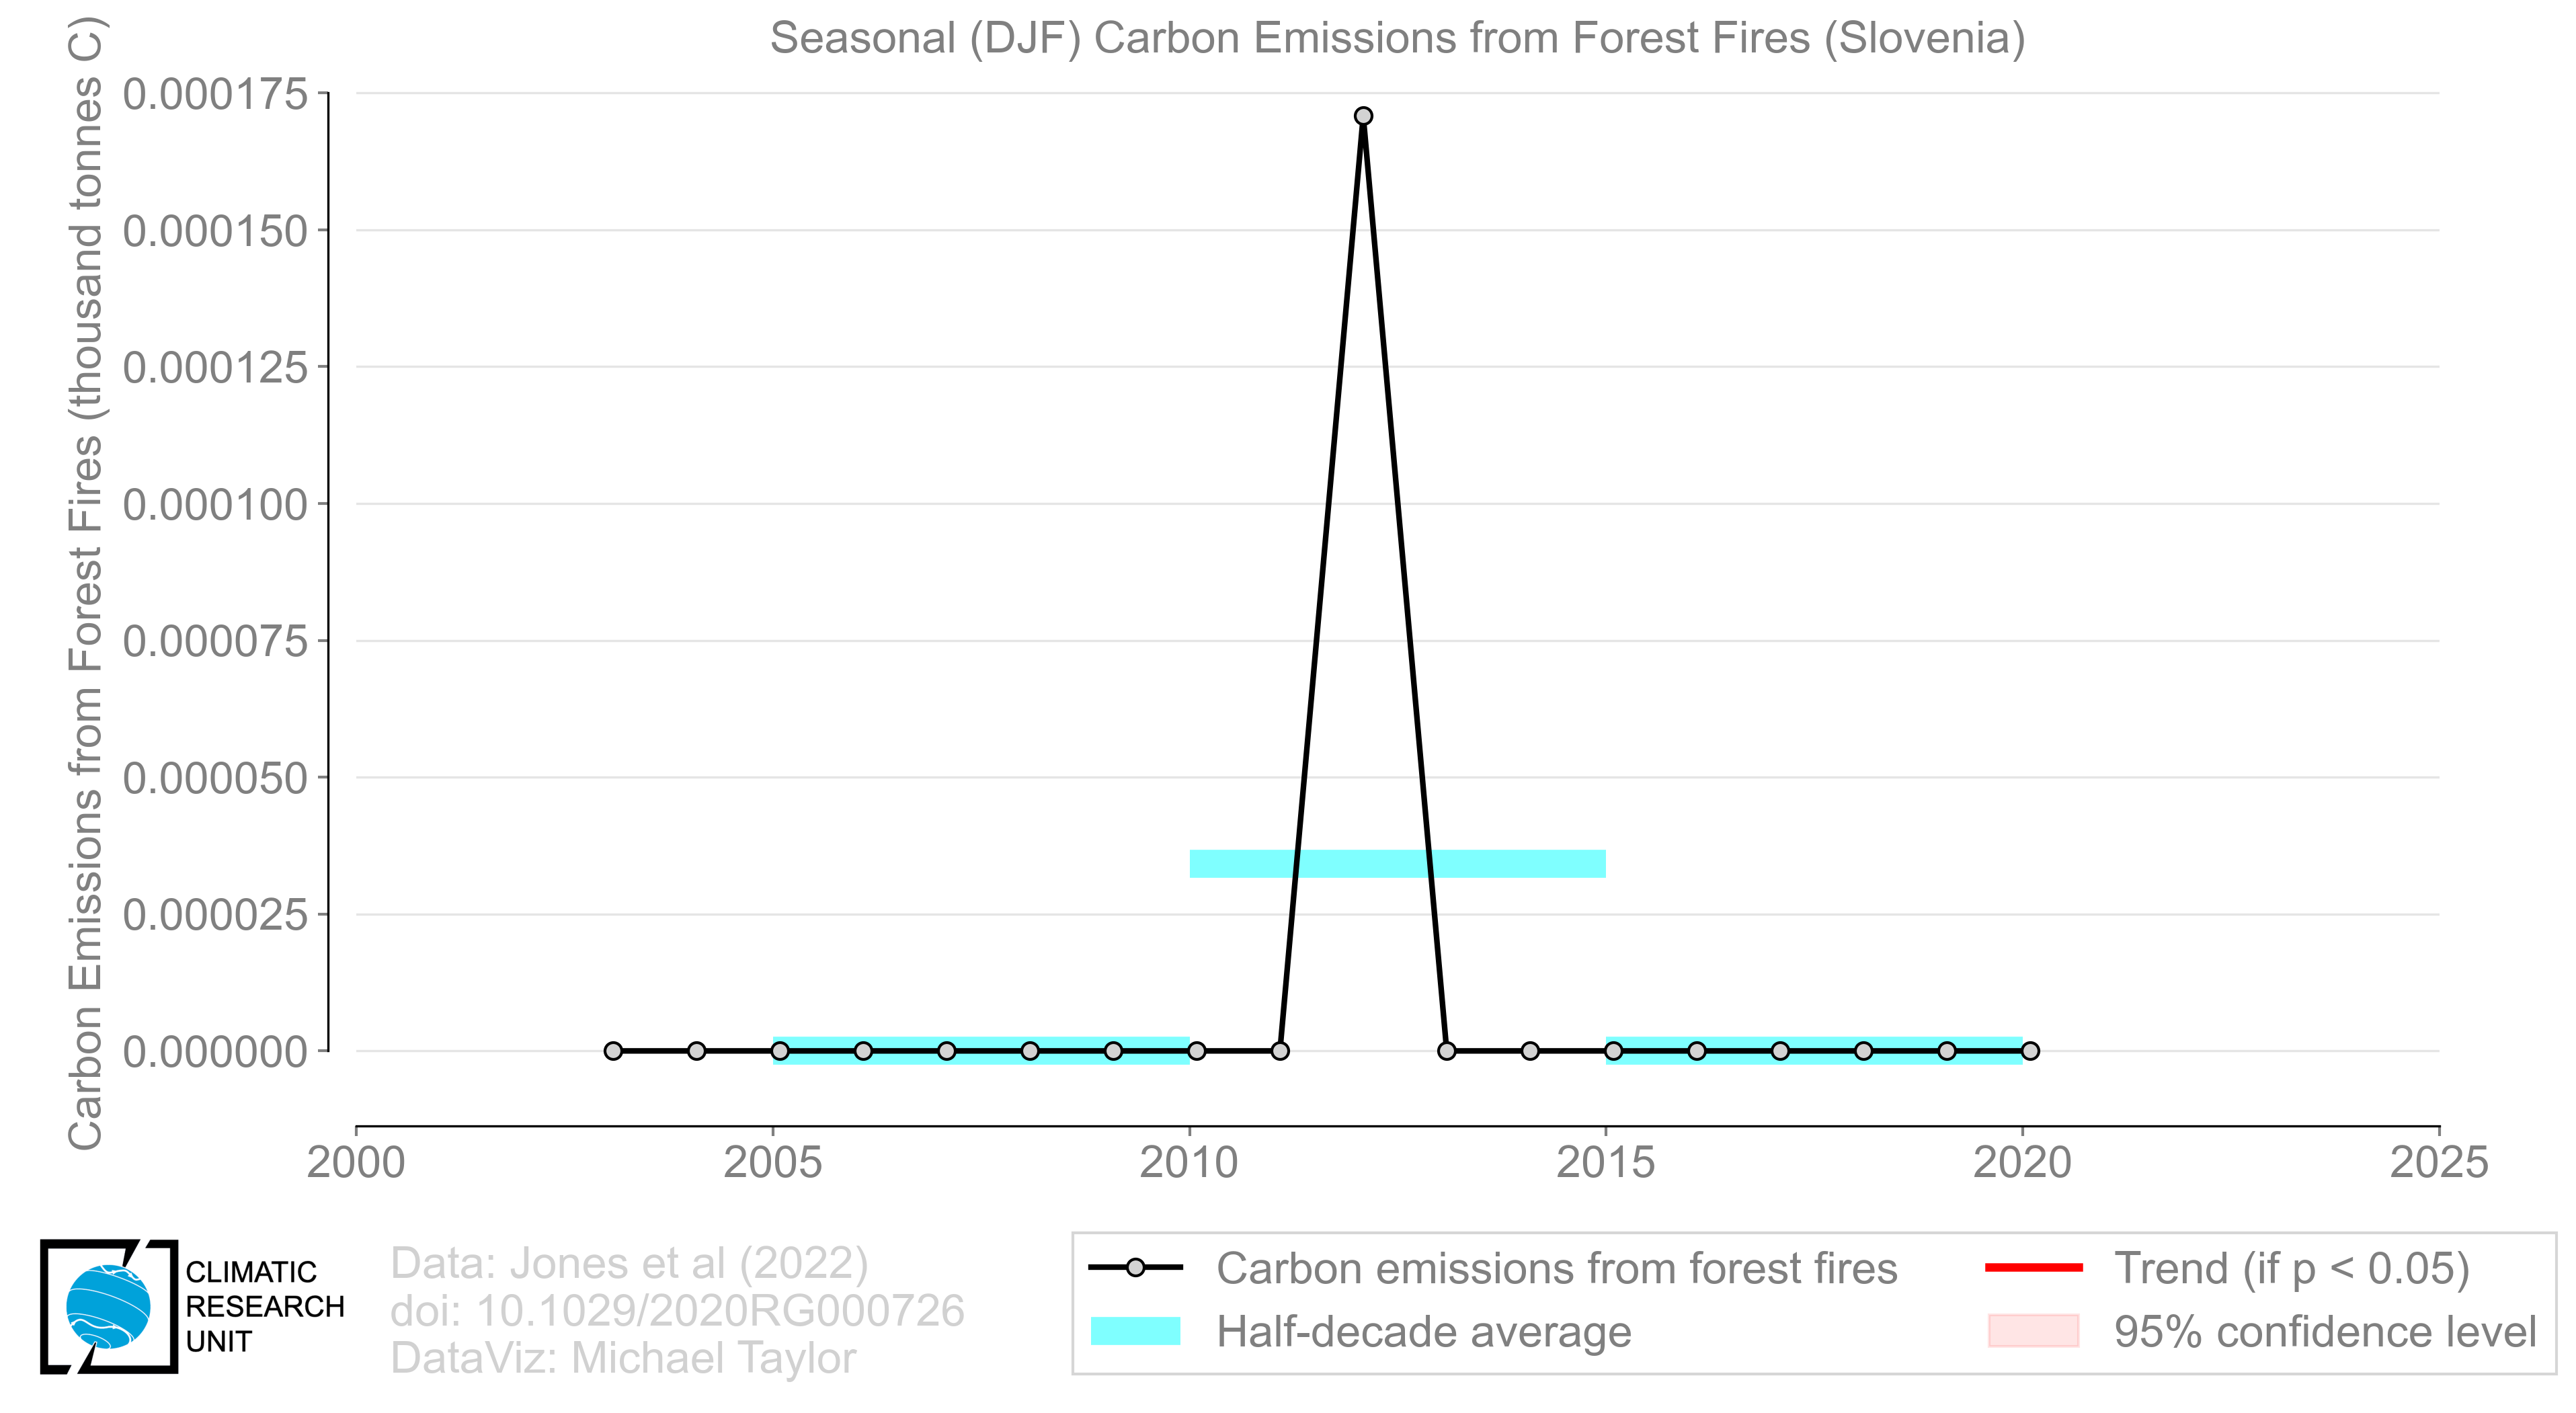 Seasonal (DJF) Carbon Emissions from Forest Fires (Slovenia)
Carbon Emissions from Forest Fires (thousand tonnes C)
0.000175
0.000150
0.000125
0.000100
0.000075
0.000050
0.000025
0.000000
2000 2005 2010 2015 2020 2025
CLIMATIC
RESEARCH
UNIT
Data: Jones et al (2022)
doi: 10.1029/2020RG000726
DataViz: Michael Taylor
Carbon emissions from forest fires
Half-decade average
Trend (if p < 0.05)
95% confidence level